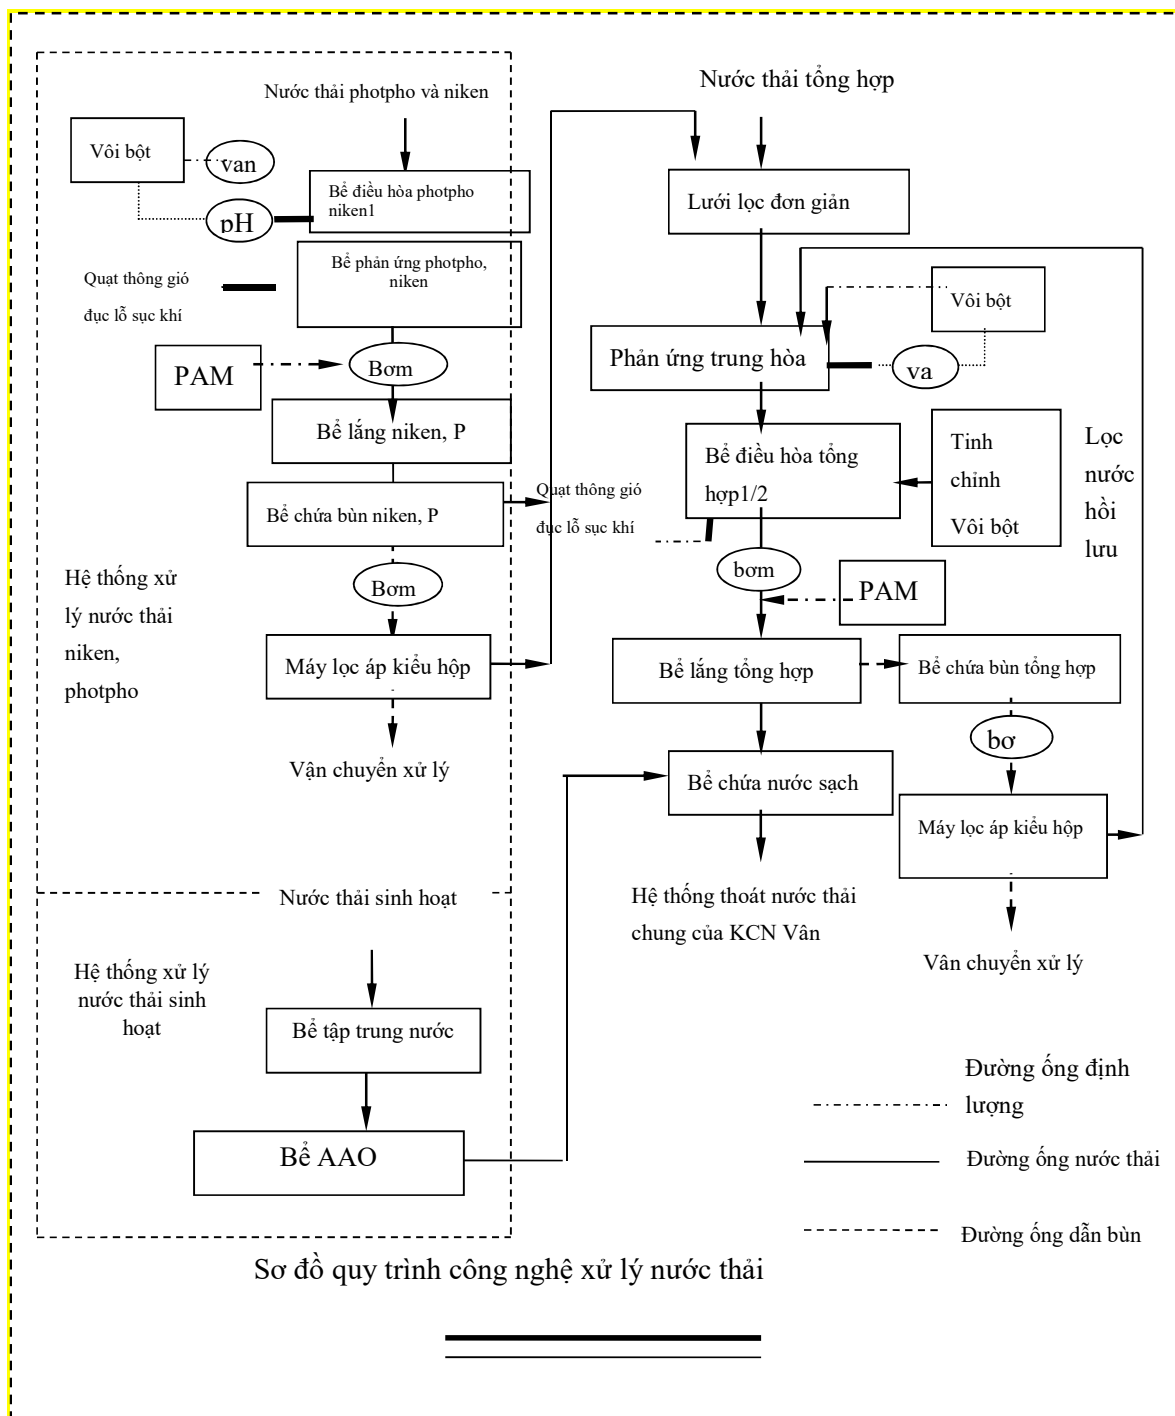 Nước thải photpho và niken
Vôi bột
van
pH
Bể điều hòa photpho
niken1
Bể phản ứng photpho,
niken
Quạt thông gió
đục lỗ sục khí
PAM
Bơm
Bể lắng niken, P
Bể chứa bùn niken, P
Bơm
Hệ thống xử
lý nước thải
niken,
photpho
Máy lọc áp kiểu hộp
Vận chuyển xử lý
Nước thải tổng hợp
Lưới lọc đơn giản
Vôi bột
Phản ứng trung hòa
va
Bể điều hòa tổng
hợp1/2
Tinh
chỉnh
Vôi bột
Lọc
nước
hồi
lưu
Quạt thông gió
đục lỗ sục khí
bơm
PAM
Bể lắng tổng hợp
Bể chứa bùn tổng hợp
bơ
Bể chứa nước sạch
Máy lọc áp kiểu hộp
Hệ thống thoát nước thải
chung của KCN Vân
Vân chuyển xử lý
Nước thải sinh hoạt
Hệ thống xử lý
nước thải sinh
hoạt
Bể tập trung nước
Bể AAO
Đường ống định
lượng
Đường ống nước thải
Đường ống dẫn bùn
Sơ đồ quy trình công nghệ xử lý nước thải